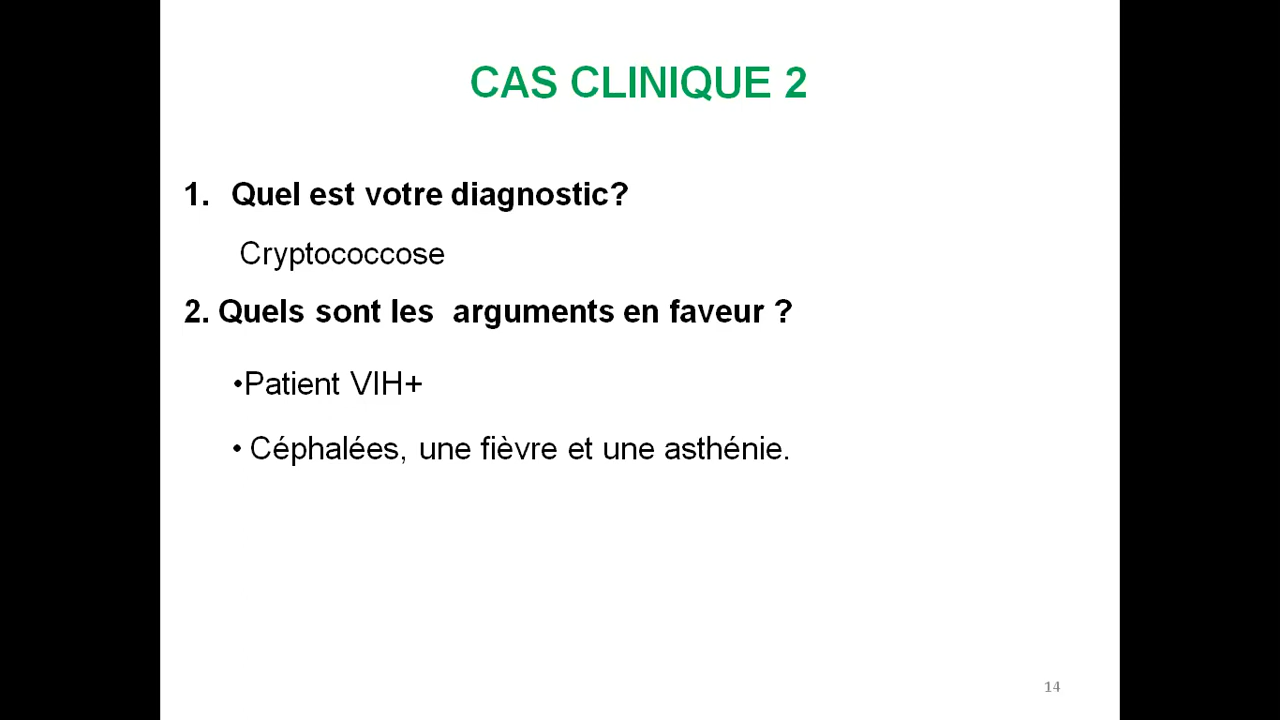 CAS CLINIQUE 2
1. Quel est votre diagnostic?
Cryptococcose
2. Quels sont les arguments en faveur ?
•Patient VIH+
• Céphalées, une fièvre et une asthénie.
14